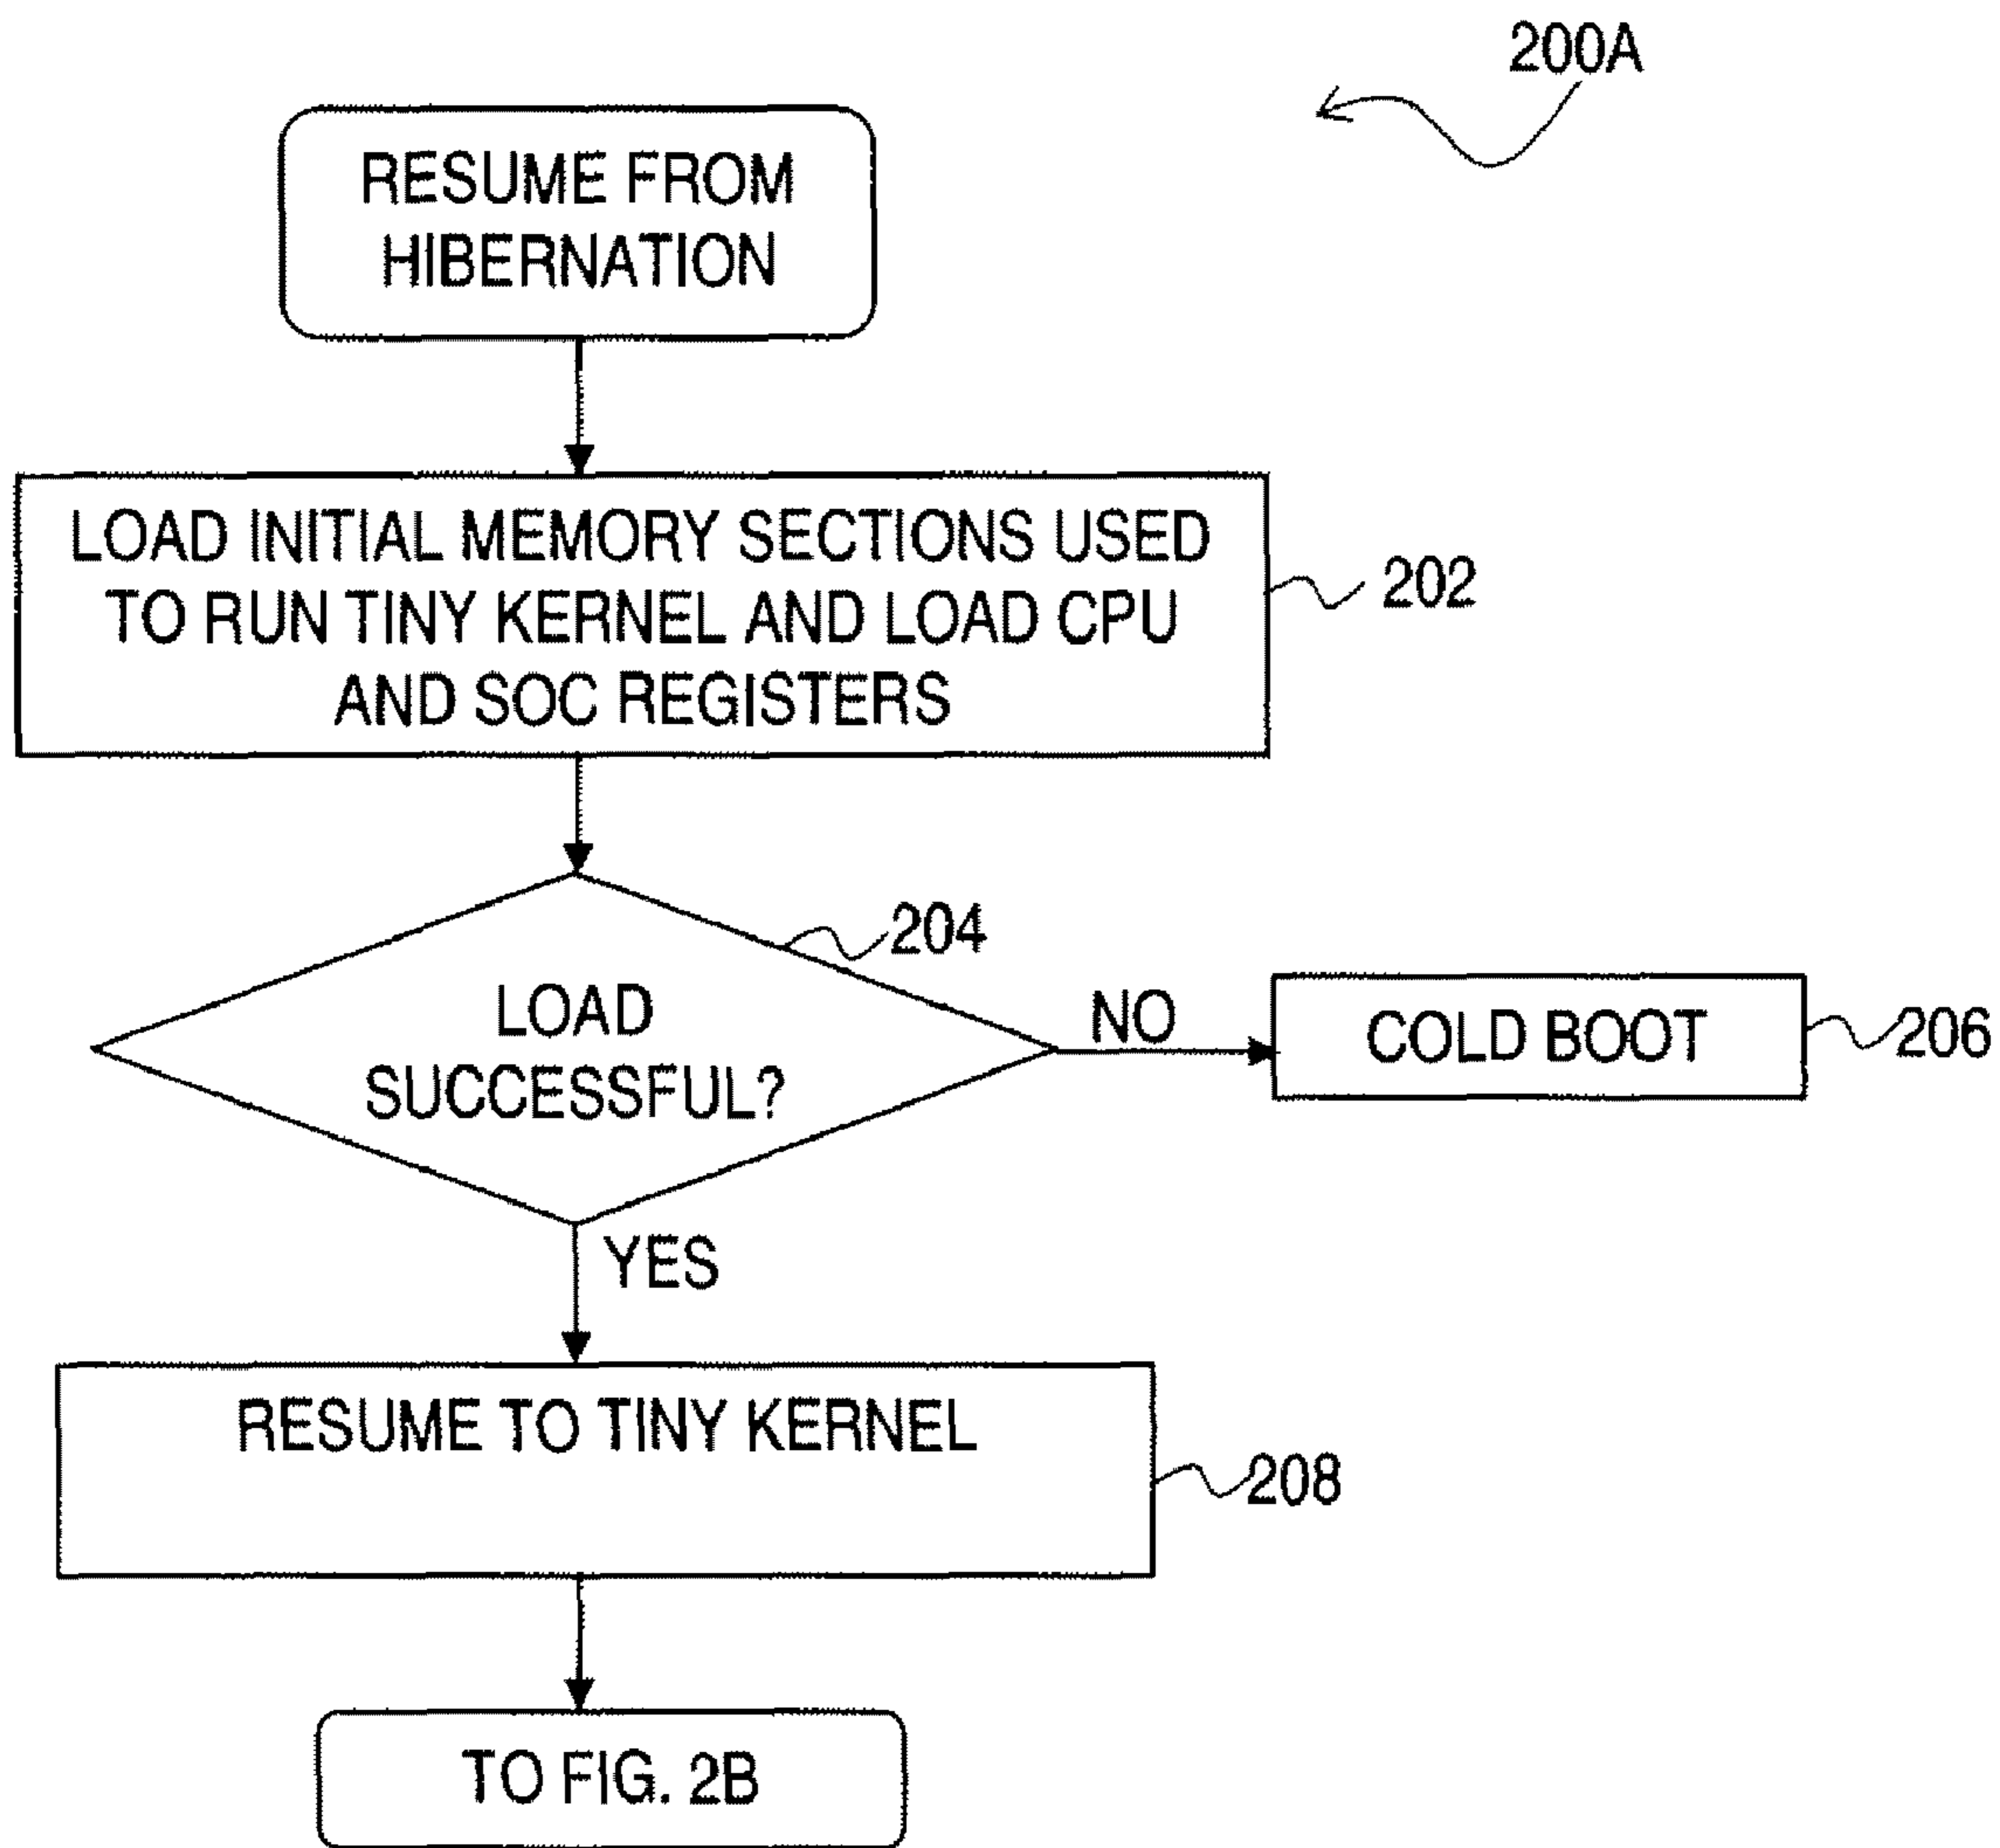 200A
RESUME FROM
HIBERNATION
LOAD INITIAL MEMORY SECTIONS USED
TO RUN TINY KERNEL AND LOAD CPU
AND SOC REGISTERS
202
204
LOAD
SUCCESSFUL?
NO
COLD BOOT
206
YES
RESUME TO TINY KERNEL
208
TO FIG. 2B